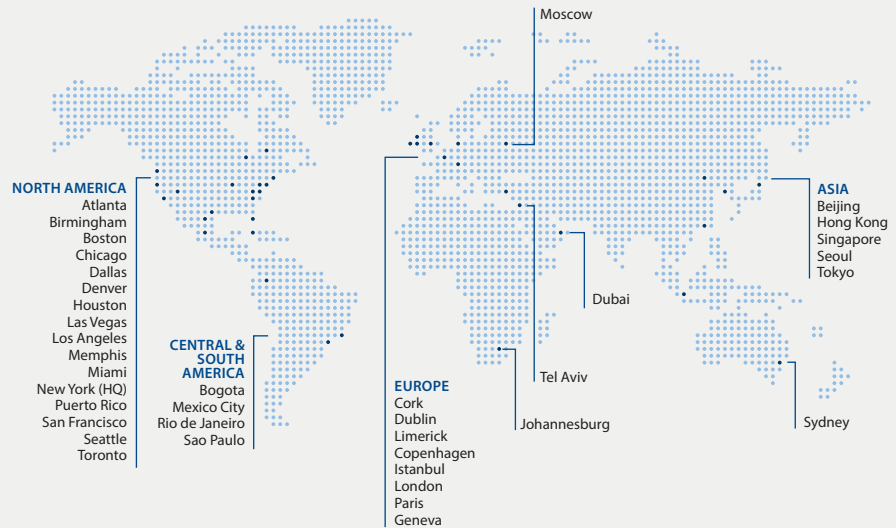 Moscow
NORTH AMERICA
Atlanta
Birmingham
Boston
Chicago
Dallas
Denver
Houston
Las Vegas
Los Angeles
Memphis
Miami
New York (HQ)
Puerto Rico
San Francisco
Seattle
Toronto
CENTRAL &
SOUTH
AMERICA
Bogota
Mexico City
Rio de Janeiro
Sao Paulo
EUROPE
Cork
Dublin
Limerick
Copenhagen
Istanbul
London
Paris
Geneva
Johannesburg
Tel Aviv
Dubai
ASIA
Beijing
Hong Kong
Singapore
Seoul
Tokyo
Sydney